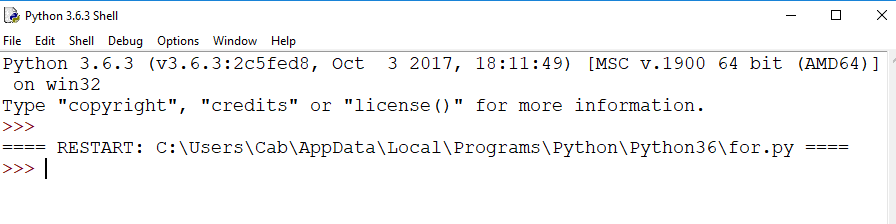 Python 3.6.3 Shell
File Edit Shell Debug Options Window Help
Python 3.6.3 (v3.6.3:2c5fed8, Oct  3 2017, 18:11:49) [MSC v.1900 64 bit (AMD64)]
 on win32
Type "copyright", "credits" or "license()" for more information.
>>>
==== RESTART: C:\Users\Cab\AppData\Local\Programs\Python\Python36\for.py ====
>>>